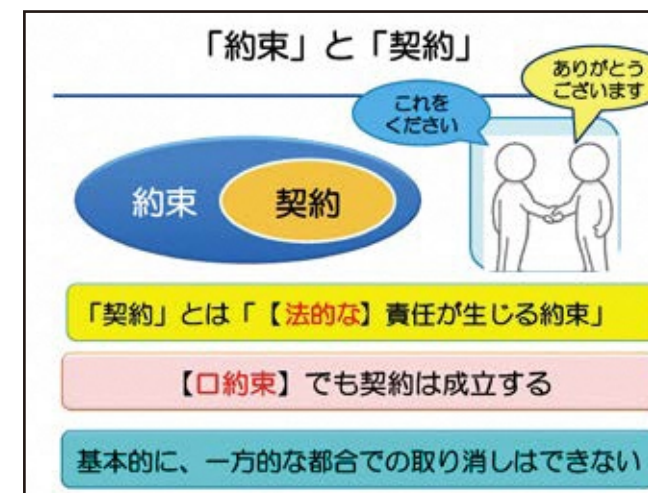 「約束」と「契約」
ありがとう
ございます
これを
ください
約束
契約
「契約」とは「【法的な】責任が生じる約束」
【口約束】でも契約は成立する
基本的に、一方的な都合での取り消しはできない